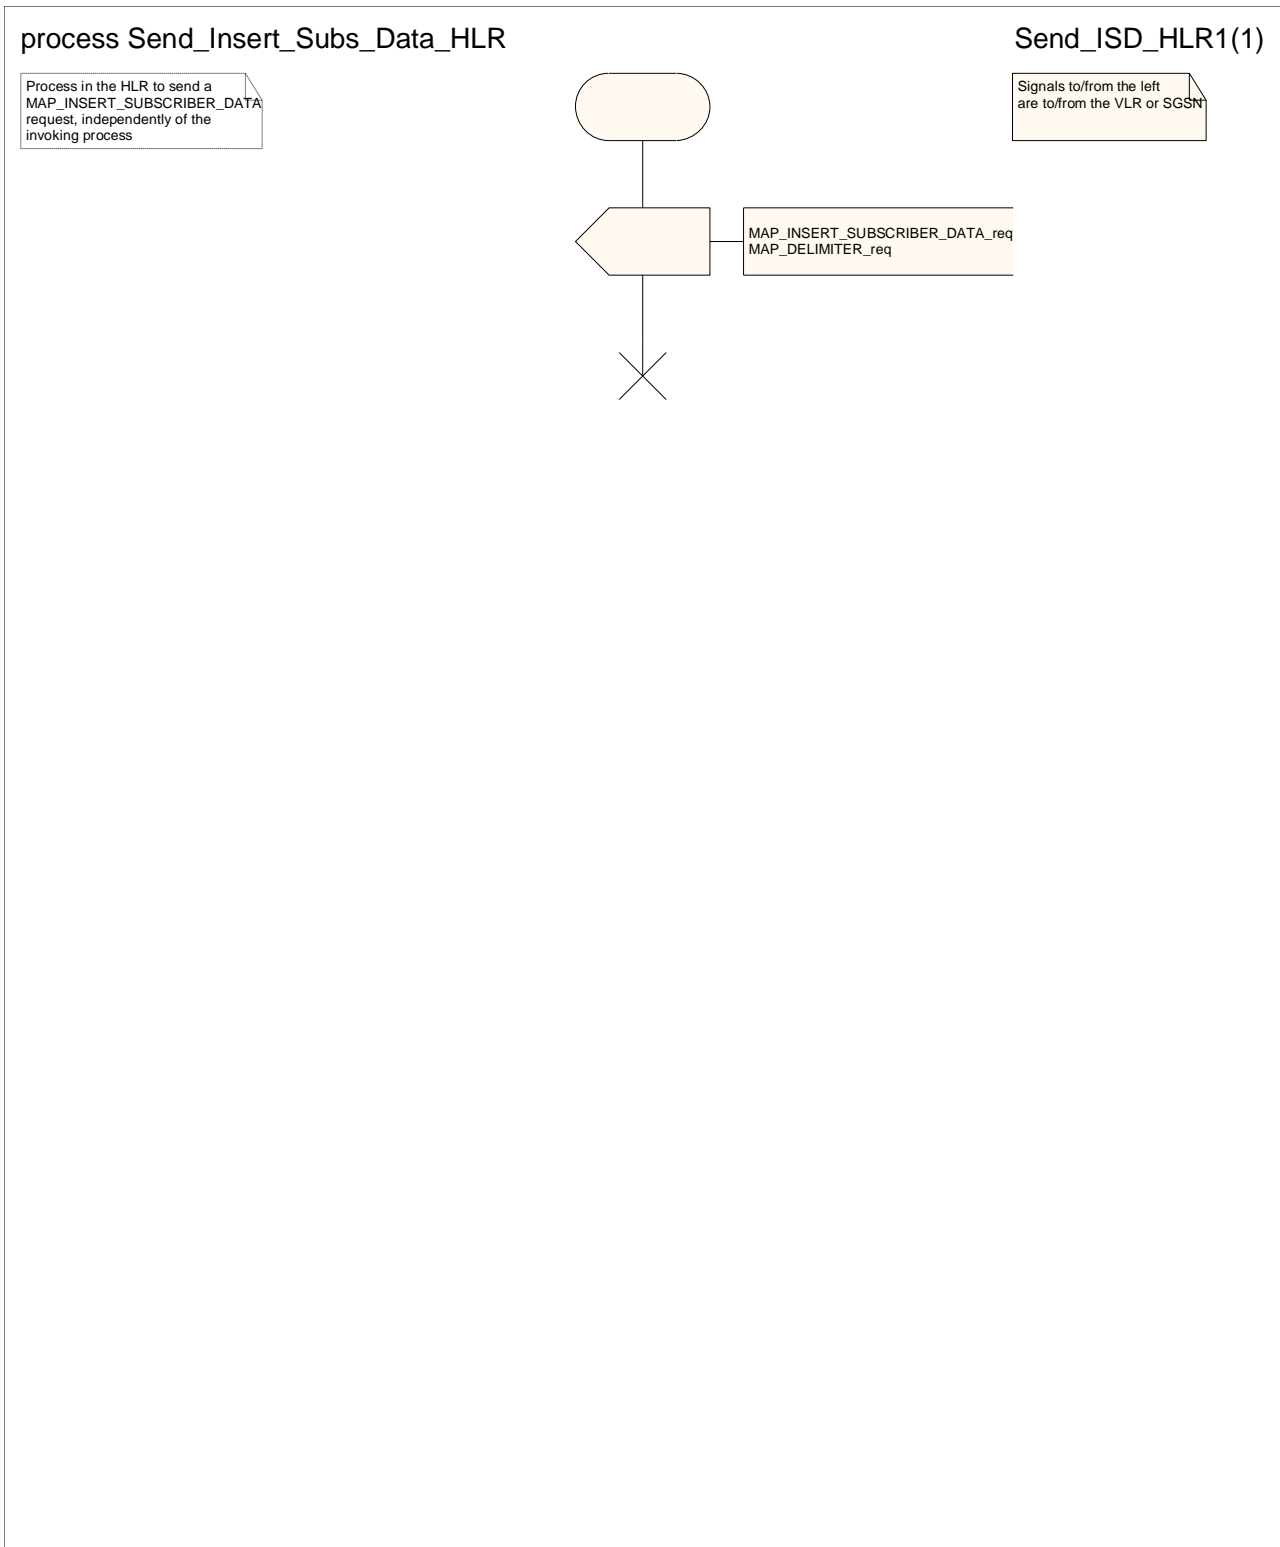 process Send_Insert_Subs_Data_HLR
Send_ISD_HLR1(1)
Process in the HLR to send a
MAP_INSERT_SUBSCRIBER_DATA
request, independently of the
invoking process
Signals to/from the left
are to/from the VLR or SGSN
MAP_INSERT_SUBSCRIBER_DATA_req
MAP_DELIMITER_req